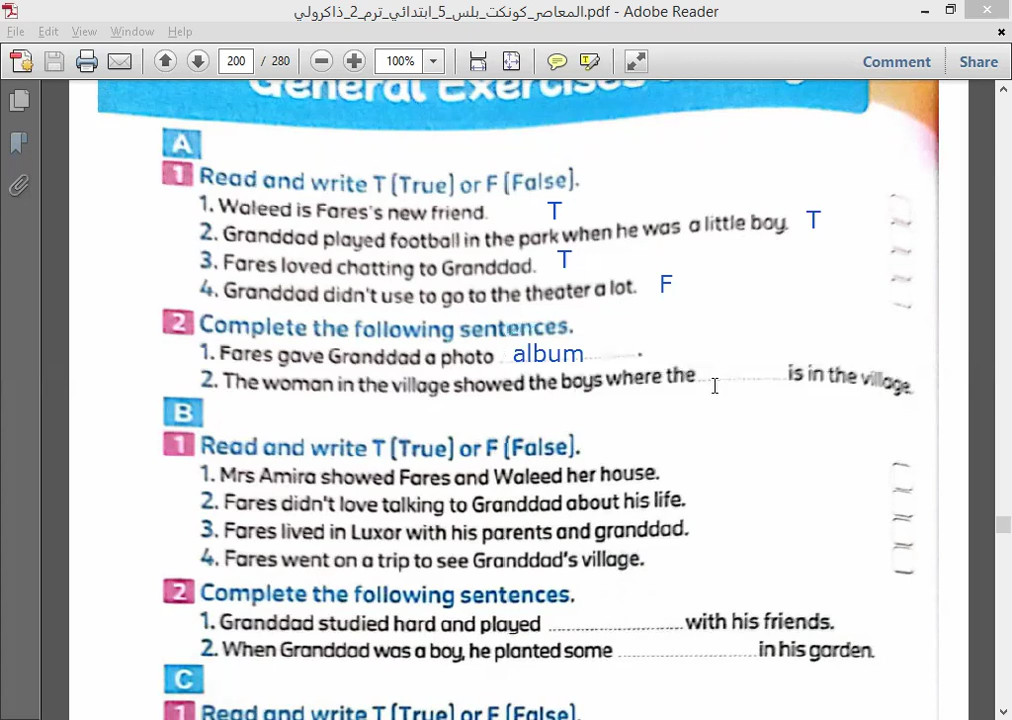 المعاصر_كونكت_بلس_5_ابتدائي_ترم_2_ذاكرولي.pdf - Adobe Reader
File Edit View Window Help
200 / 280 100% Comment Share
General Exercises
A
1 Read and write T (True) or F (False).
1. Waleed is Fares's new friend. T
2. Granddad played football in the park when he was a little boy. T
3. Fares loved chatting to Granddad. T
4. Granddad didn't use to go to the theater a lot. F
2 Complete the following sentences.
1. Fares gave Granddad a photo album .
2. The woman in the village showed the boys where the ............ is in the village.
B
1 Read and write T (True) or F (False).
1. Mrs Amira showed Fares and Waleed her house.
2. Fares didn't love talking to Granddad about his life.
3. Fares lived in Luxor with his parents and granddad.
4. Fares went on a trip to see Granddad's village.
2 Complete the following sentences.
1. Granddad studied hard and played ............ with his friends.
2. When Granddad was a boy, he planted some ............ in his garden.
C
1 Read and write T (True) or F (False).